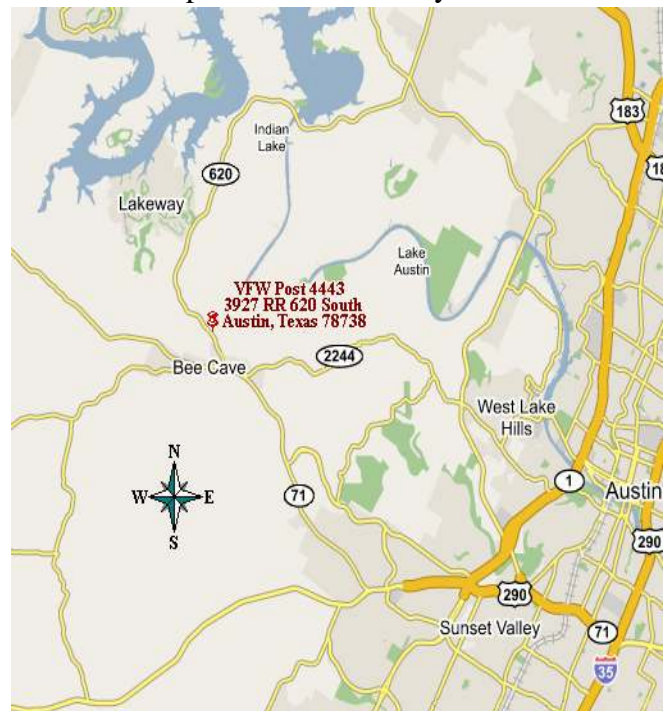 183
Indian
Lake
620
Lakeway
Lake
Austin
VFW Post 4443
3927 RR 620 South
Austin, Texas 78738
2244
Bee Cave
West Lake
Hills
N
W
E
S
71
1
Austin
290
290
Sunset Valley
71
35